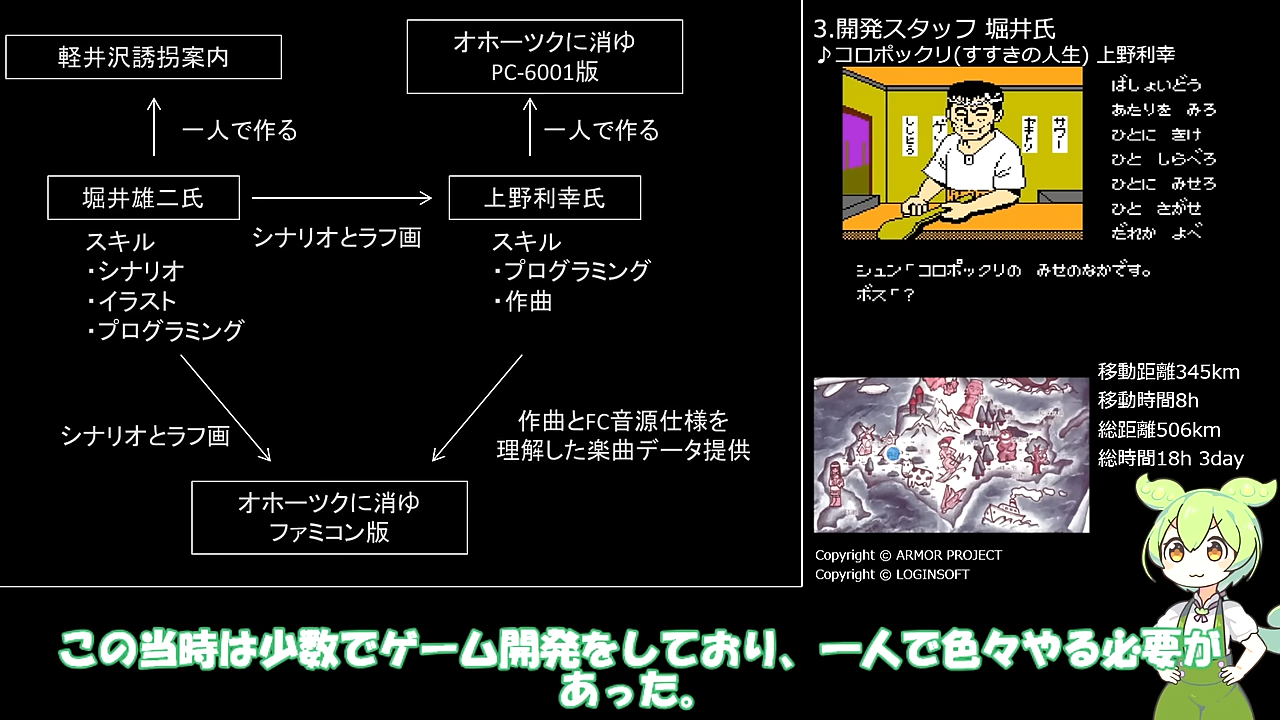 軽井沢誘拐案内
オホーツクに消ゆ
PC-6001版
一人で作る
一人で作る
堀井雄二氏
上野利幸氏
シナリオとラフ画
スキル
・シナリオ
・イラスト
・プログラミング
スキル
・プログラミング
・作曲
シナリオとラフ画
作曲とFC音源仕様を
理解した楽曲データ提供
オホーツクに消ゆ
ファミコン版
3.開発スタッフ 堀井氏
♪コロポックリ(すすきの人生) 上野利幸
ヤキトリ
サワー
ばしょいどう
あたりを みろ
ひとに きけ
ひと しらべろ
ひとに みせろ
ひと さがせ
だれか よべ
シュン「コロポックリの みせのなかです。
ボス「?
移動距離345km
移動時間8h
総距離506km
総時間18h 3day
Copyright © ARMOR PROJECT
Copyright © LOGINSOFT
この当時は少数でゲーム開発をしており、一人で色々やる必要が
あった。